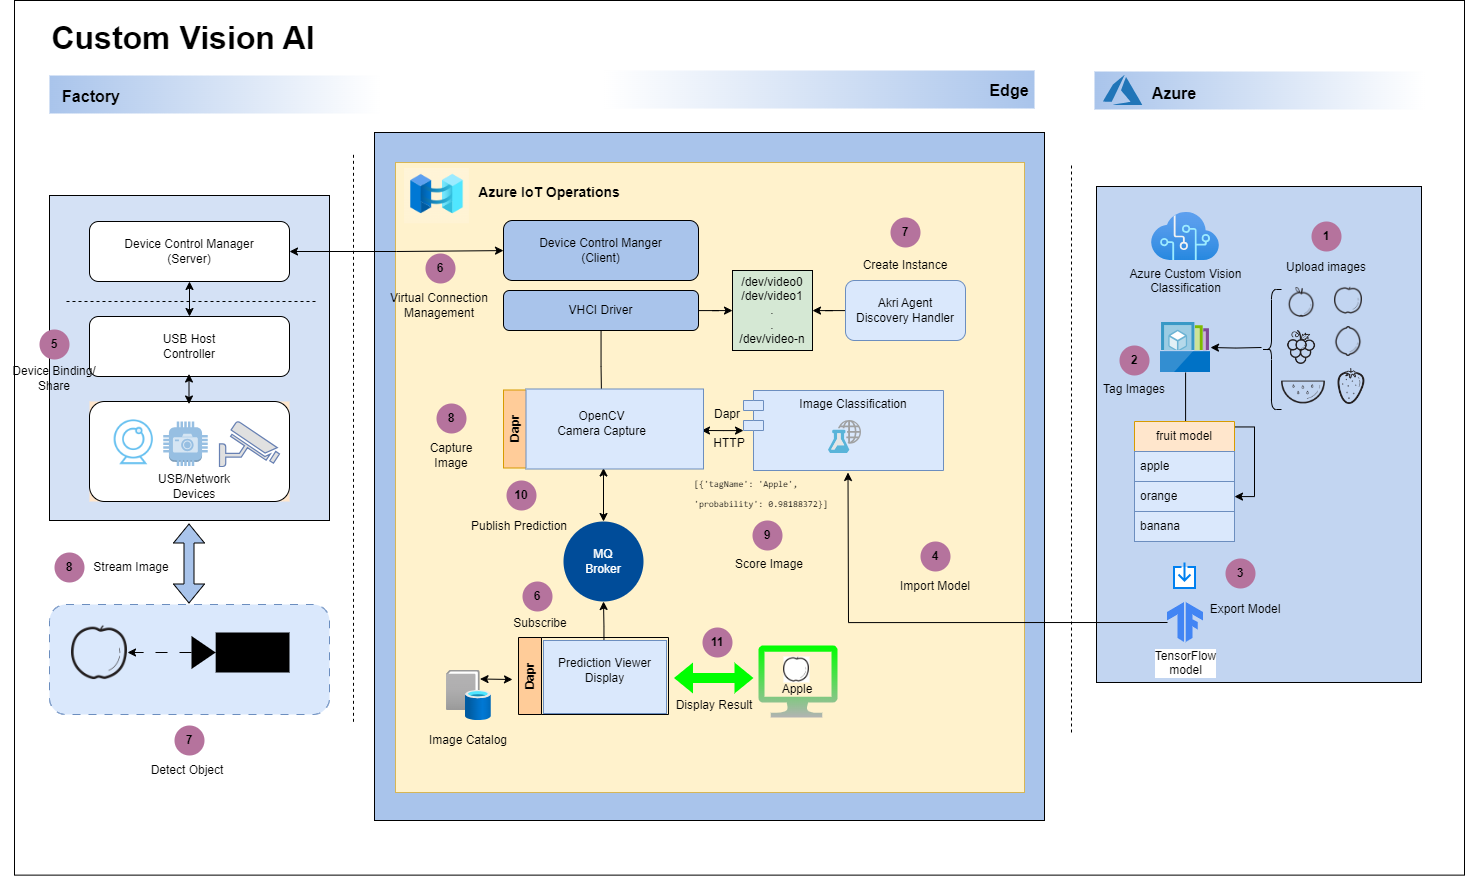 Custom Vision AI
Factory
Edge
Azure
Device Control Manager
(Server)
USB Host
Controller
5
Device Binding/
Share
USB/Network
Devices
8
Stream Image
7
Detect Object
Azure IoT Operations
Device Control Manger
(Client)
6
Virtual Connection
Management
VHCI Driver
/dev/video0
/dev/video1
.
.
/dev/video-n
7
Create Instance
Akri Agent
Discovery Handler
8
Capture
Image
Dapr
OpenCV
Camera Capture
Dapr
HTTP
Image Classification
[{'tagName': 'Apple',
'probability': 0.98188372}]
10
Publish Prediction
9
Score Image
4
Import Model
MQ
Broker
6
Subscribe
Dapr
Prediction Viewer
Display
11
Display Result
Apple
Image Catalog
Azure Custom Vision
Classification
1
Upload images
2
Tag Images
fruit model
apple
orange
banana
3
Export Model
TensorFlow
model